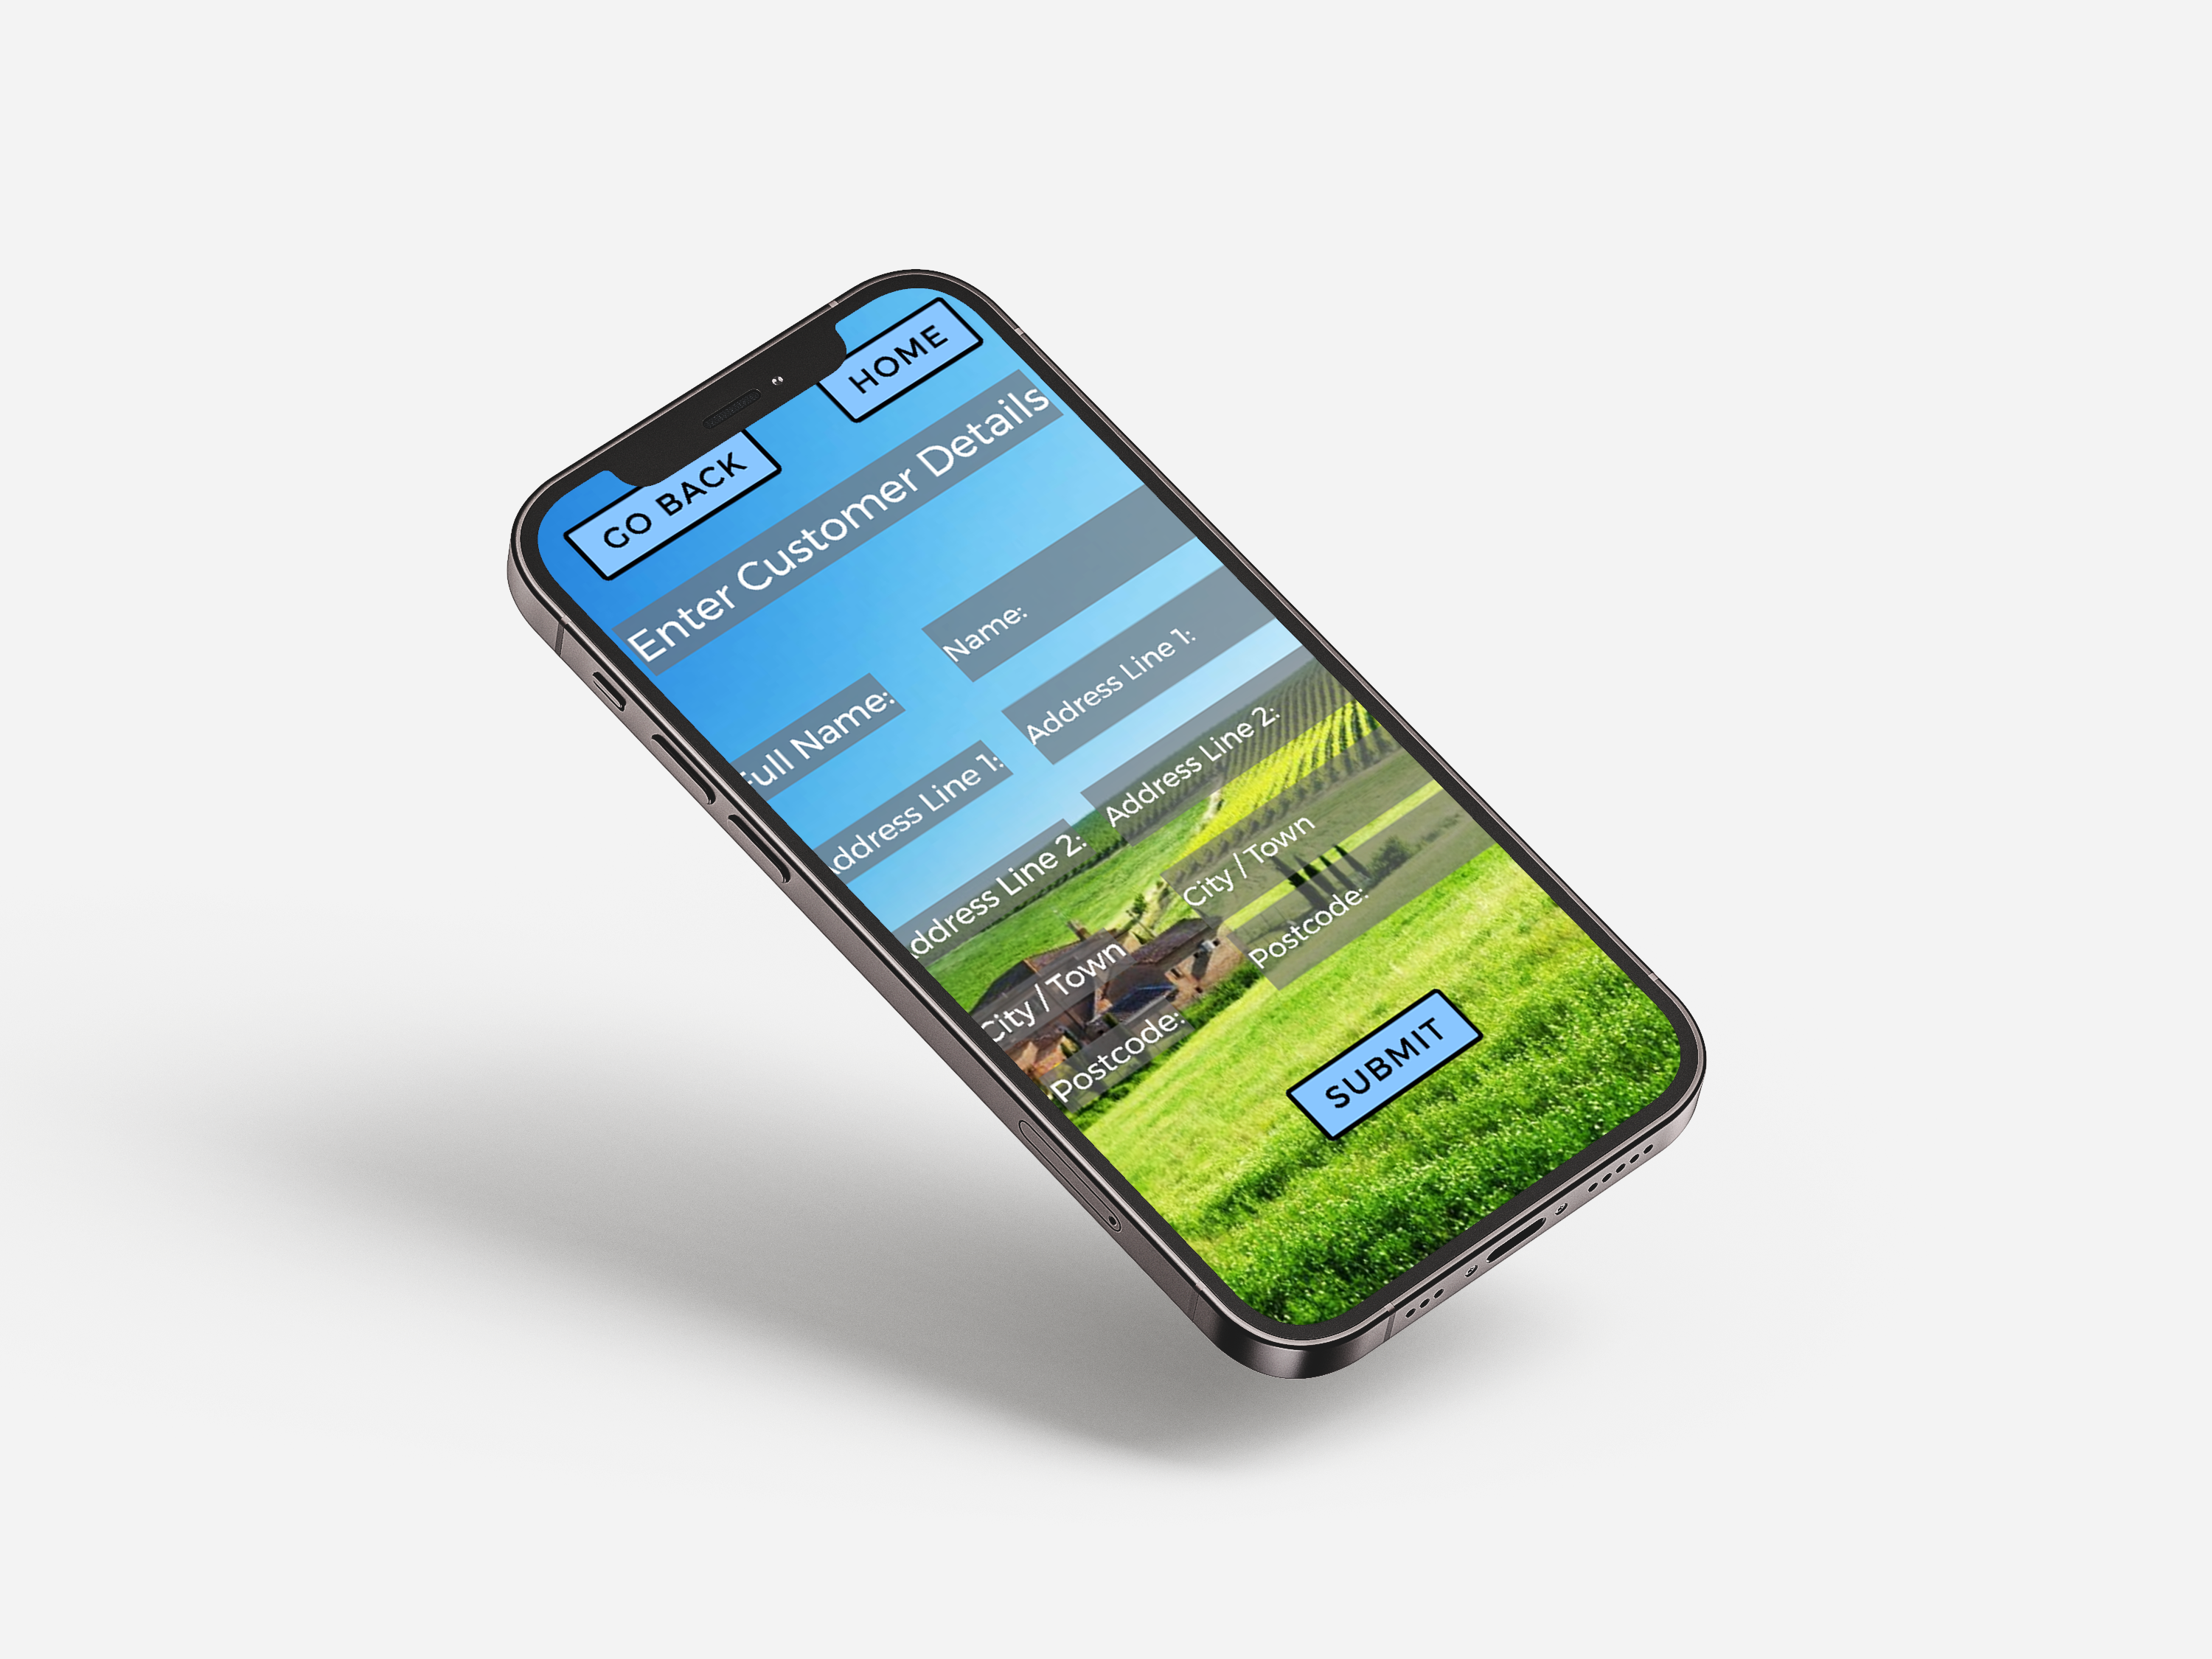 GO BACK
HOME
Enter Customer Details
Full Name:
Name:
Address Line 1:
Address Line 1:
Address Line 2:
Address Line 2:
City / Town
City / Town
Postcode:
Postcode:
SUBMIT